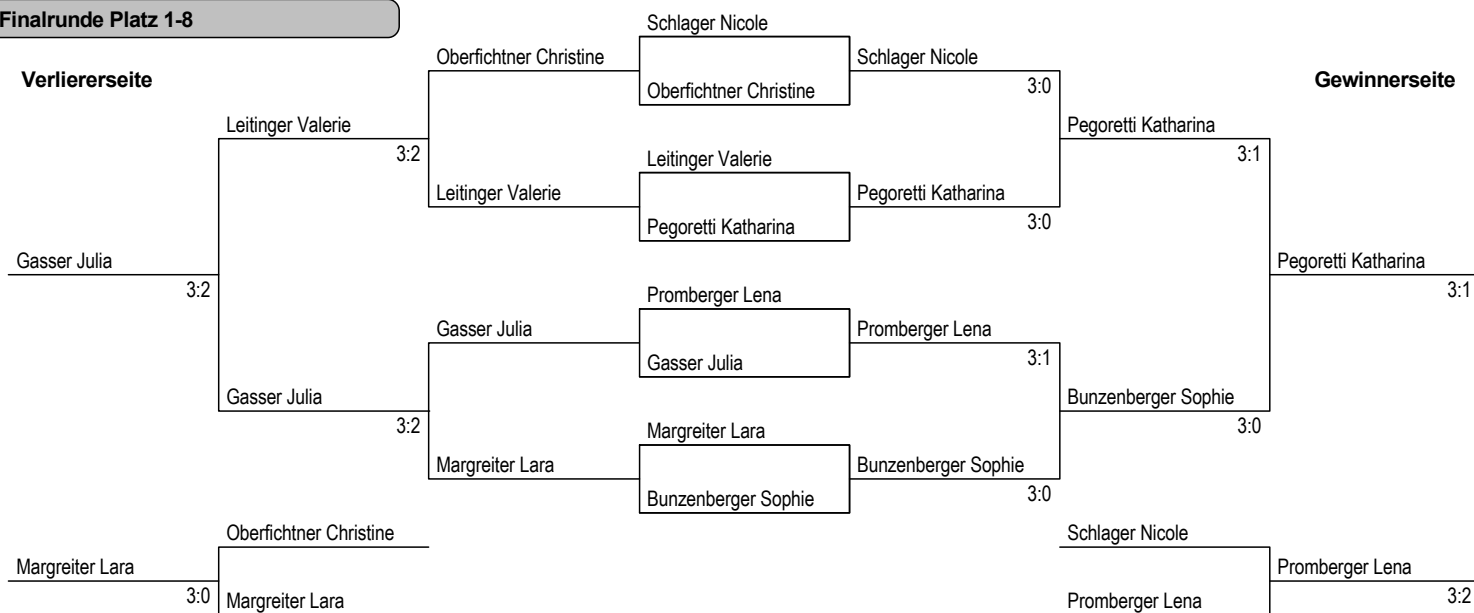 Finalrunde Platz 1-8
Schlager Nicole
Oberfichtner Christine
Schlager Nicole
Verliererseite
3:0
Gewinnerseite
Oberfichtner Christine
Leitinger Valerie
Pegoretti Katharina
3:2
Leitinger Valerie
3:1
Leitinger Valerie
Pegoretti Katharina
Pegoretti Katharina
3:0
Gasser Julia
Pegoretti Katharina
3:2
3:1
Promberger Lena
Gasser Julia
Promberger Lena
Gasser Julia
3:1
Gasser Julia
Bunzenberger Sophie
3:2
Margreiter Lara
3:0
Margreiter Lara
Bunzenberger Sophie
Bunzenberger Sophie
3:0
Oberfichtner Christine
Schlager Nicole
Margreiter Lara
Promberger Lena
3:0
Margreiter Lara
Promberger Lena
3:2